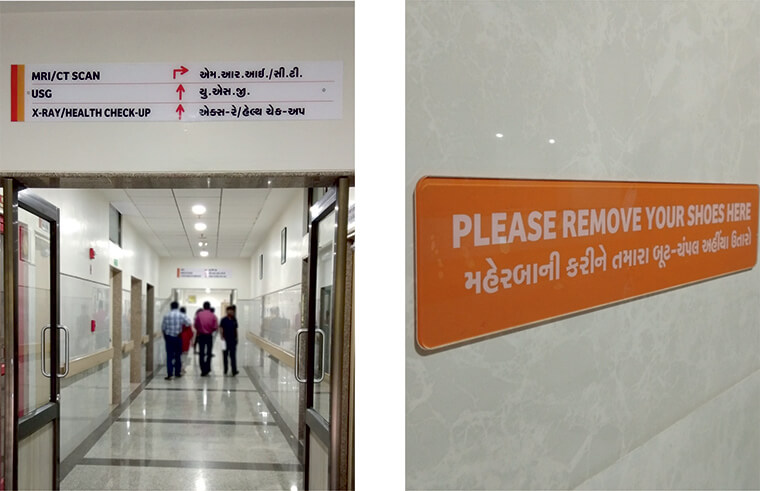 MRI/CT SCAN એમ.આર.આઈ./સી.ટી.
USG યુ.એસ.જી.
X-RAY/HEALTH CHECK-UP એક્સ-રે/હેલ્થ ચેક-અપ
PLEASE REMOVE YOUR SHOES HERE
મહેરબાની કરીને તમારા બૂટ-ચંપલ અહીંયા ઉતારો